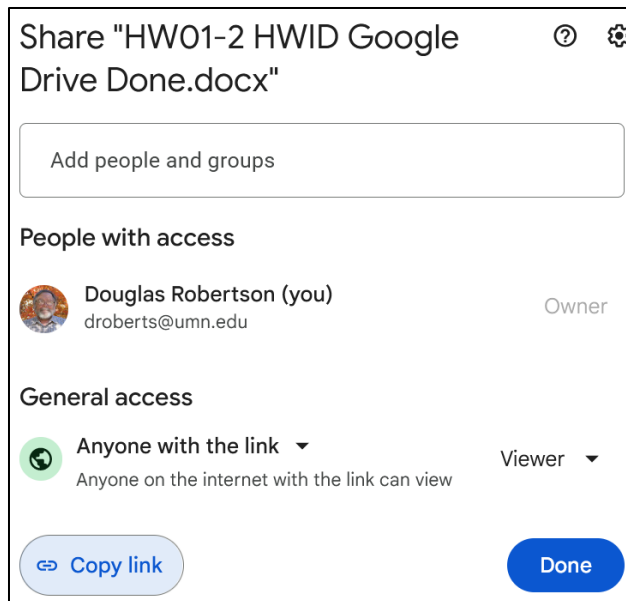 Share "HW01-2 HWID Google
Drive Done.docx"
Add people and groups
People with access
Douglas Robertson (you)
droberts@umn.edu
Owner
General access
Anyone with the link
Anyone on the internet with the link can view
Viewer
Copy link
Done